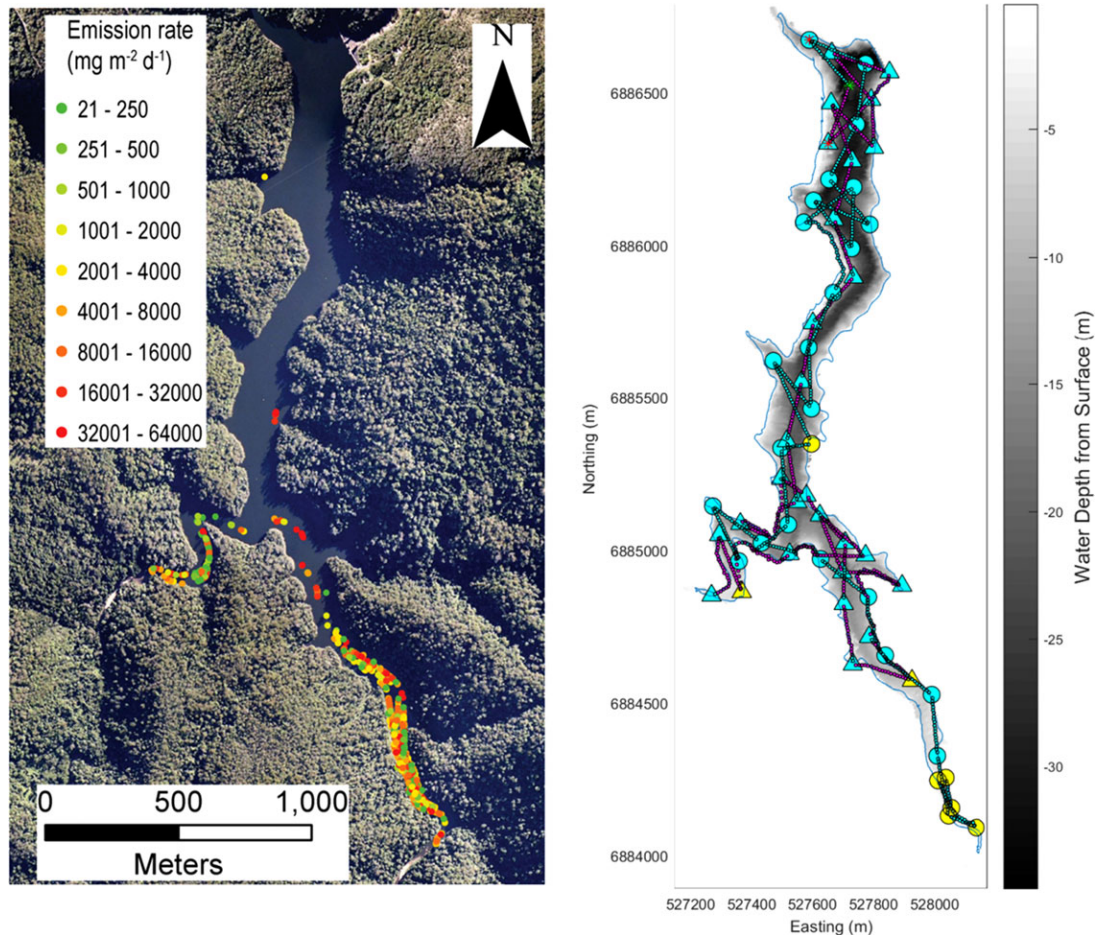 Emission rate
(mg m⁻² d⁻¹)
21 - 250
251 - 500
501 - 1000
1001 - 2000
2001 - 4000
4001 - 8000
8001 - 16000
16001 - 32000
32001 - 64000
N
0 500 1,000
Meters
6886500
6886000
6885500
6885000
6884500
6884000
Northing (m)
527200 527400 527600 527800 528000
Easting (m)
-5
-10
-15
-20
-25
-30
Water Depth from Surface (m)